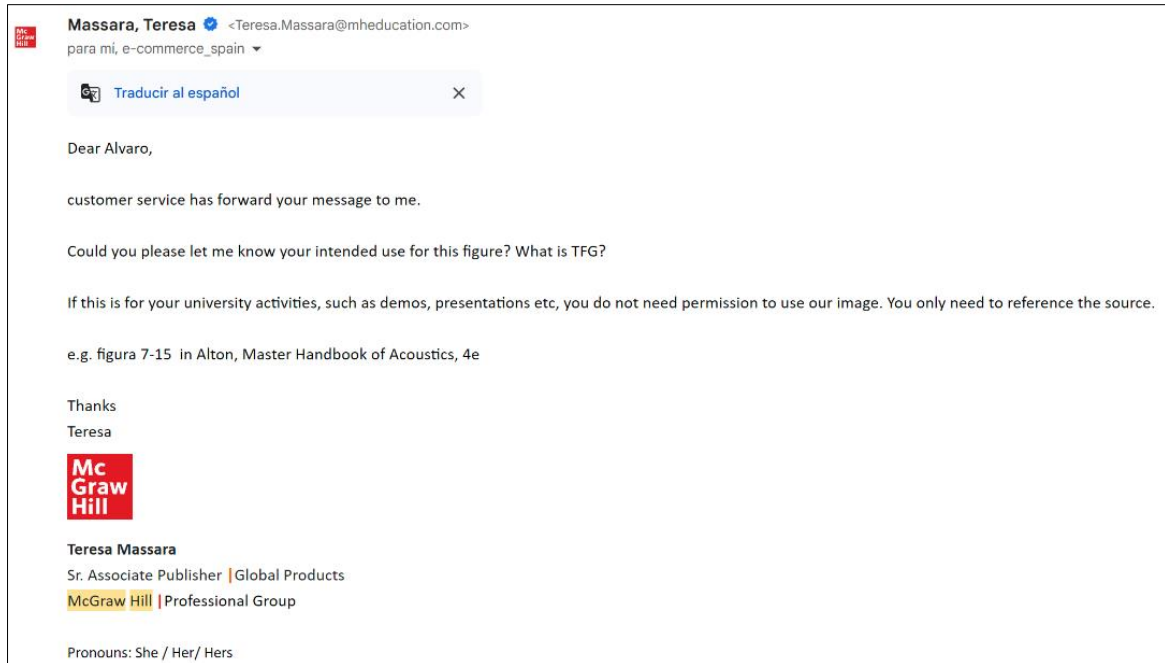 Mc
Graw
Hill
Massara, Teresa <Teresa.Massara@mheducation.com>
para mí, e-commerce_spain
Traducir al español
Dear Alvaro,
customer service has forward your message to me.
Could you please let me know your intended use for this figure? What is TFG?
If this is for your university activities, such as demos, presentations etc, you do not need permission to use our image. You only need to reference the source.
e.g. figura 7-15 in Alton, Master Handbook of Acoustics, 4e
Thanks
Teresa
Mc
Graw
Hill
Teresa Massara
Sr. Associate Publisher |Global Products
McGraw Hill |Professional Group
Pronouns: She / Her/ Hers